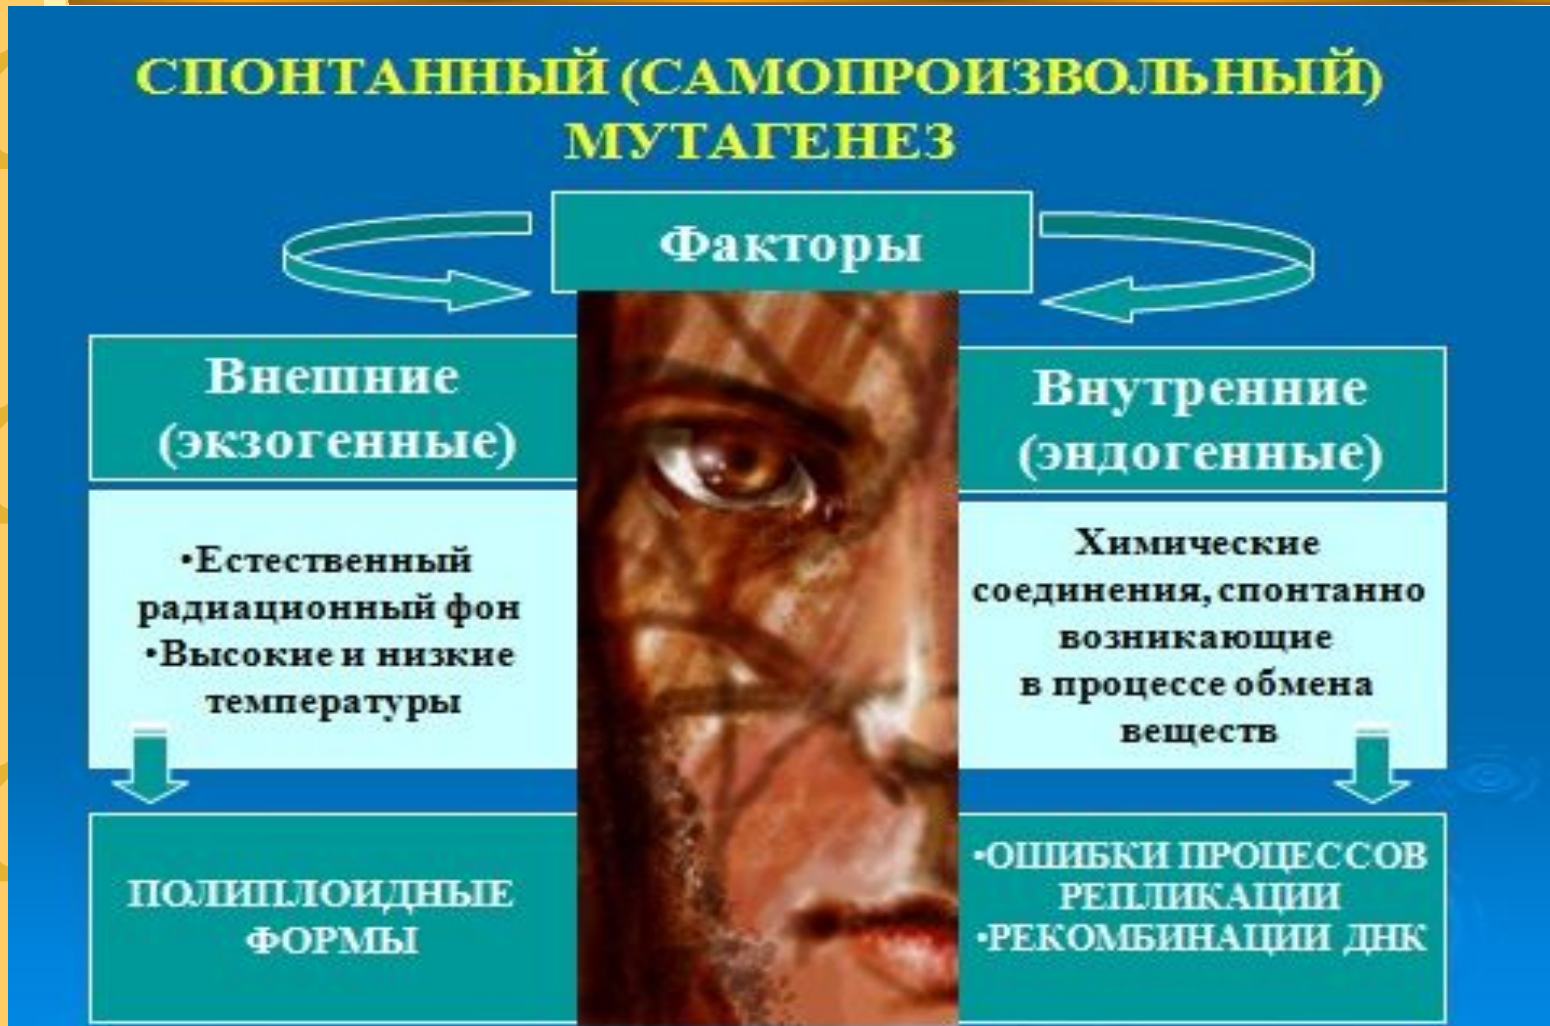 СПОНТАННЫЙ (САМОПРОИЗВОЛЬНЫЙ)
МУТАГЕНЕЗ
Факторы
Внешние
(экзогенные)
•Естественный
радиационный фон
•Высокие и низкие
температуры
ПОЛИПЛОИДНЫЕ
ФОРМЫ
Внутренние
(эндогенные)
Химические
соединения, спонтанно
возникающие
в процессе обмена
веществ
•ОШИБКИ ПРОЦЕССОВ
РЕПЛИКАЦИИ
•РЕКОМБИНАЦИИ ДНК